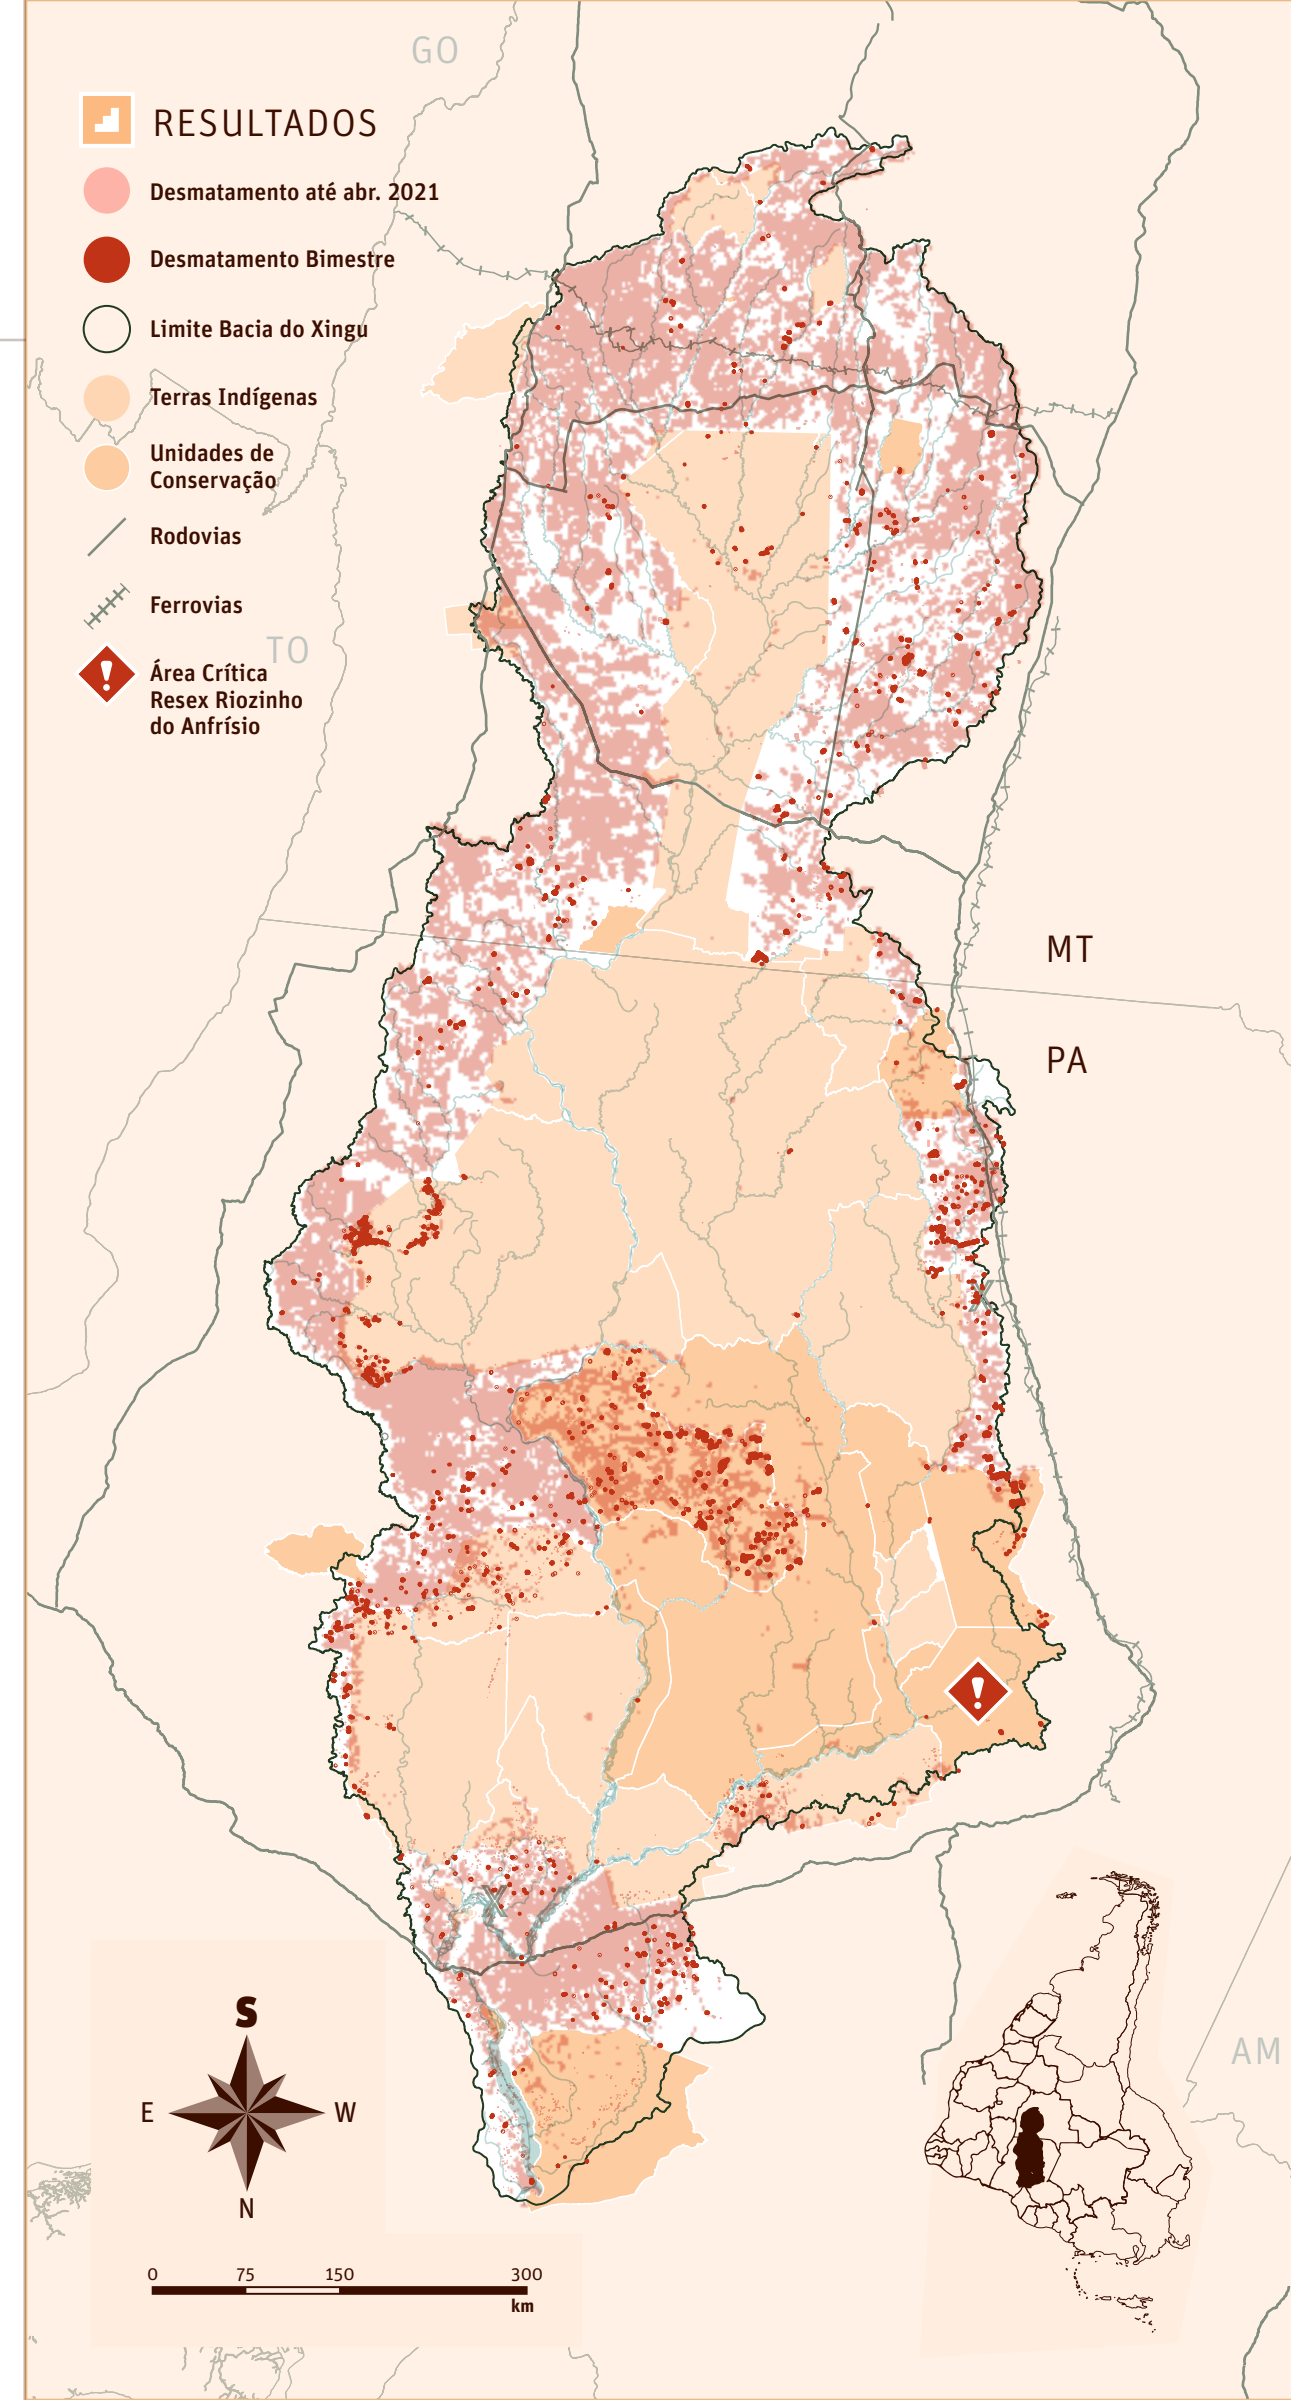 GO
RESULTADOS
Desmatamento até abr. 2021
Desmatamento Bimestre
Limite Bacia do Xingu
Terras Indígenas
Unidades de
Conservação
Rodovias
Ferrovias
TO
Área Crítica
Resex Riozinho
do Anfrísio
MT
PA
X
X
AM
S
E
W
N
0 75 150 300
km